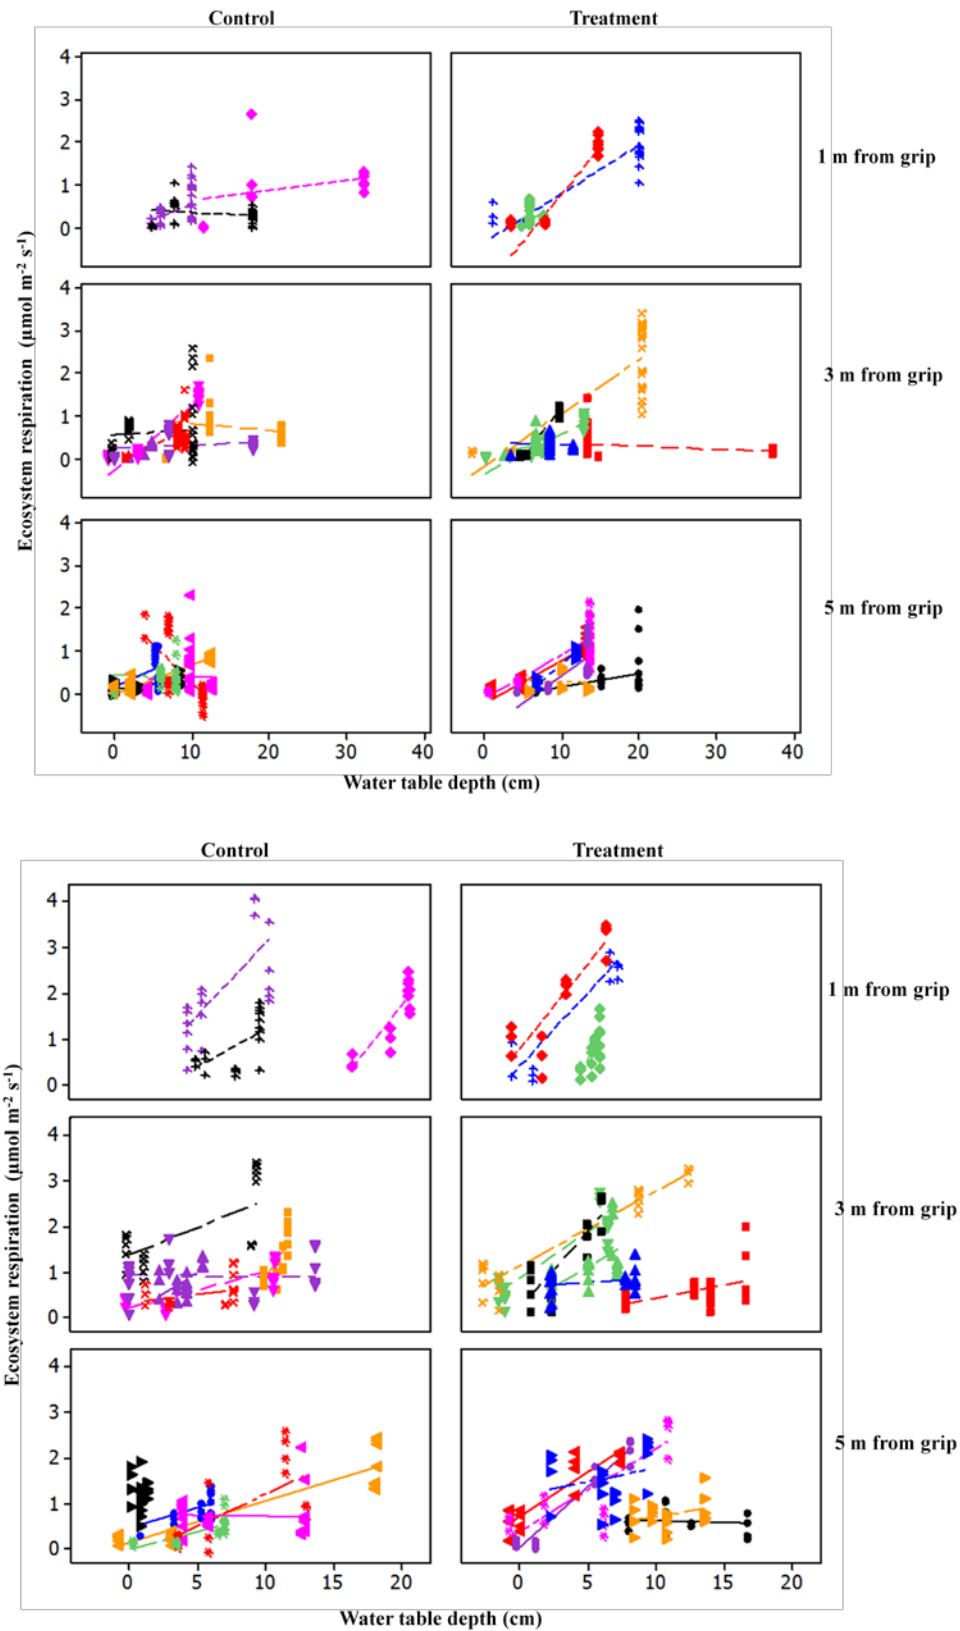 Control Treatment
4
3
2
1
0
1 m from grip
4
3
2
1
0
3 m from grip
Ecosystem respiration (μmol m⁻² s⁻¹)
4
3
2
1
0
5 m from grip
0 10 20 30 40 0 10 20 30 40
Water table depth (cm)
Control Treatment
4
3
2
1
0
1 m from grip
4
3
2
1
0
3 m from grip
Ecosystem respiration (μmol m⁻² s⁻¹)
4
3
2
1
0
5 m from grip
0 5 10 15 20 0 5 10 15 20
Water table depth (cm)